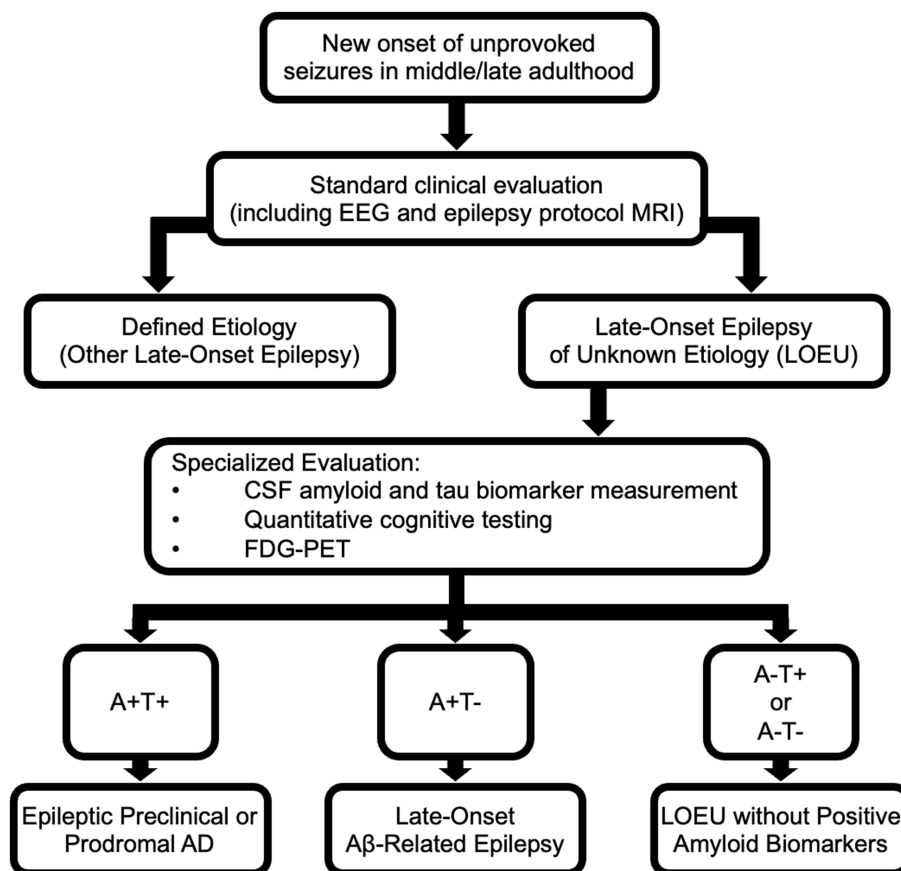 New onset of unprovoked
seizures in middle/late adulthood
Standard clinical evaluation
(including EEG and epilepsy protocol MRI)
Defined Etiology
(Other Late-Onset Epilepsy)
Late-Onset Epilepsy
of Unknown Etiology (LOEU)
Specialized Evaluation:
• CSF amyloid and tau biomarker measurement
• Quantitative cognitive testing
• FDG-PET
A+T+
A+T-
A-T+
or
A-T-
Epileptic Preclinical or
Prodromal AD
Late-Onset
Aβ-Related Epilepsy
LOEU without Positive
Amyloid Biomarkers